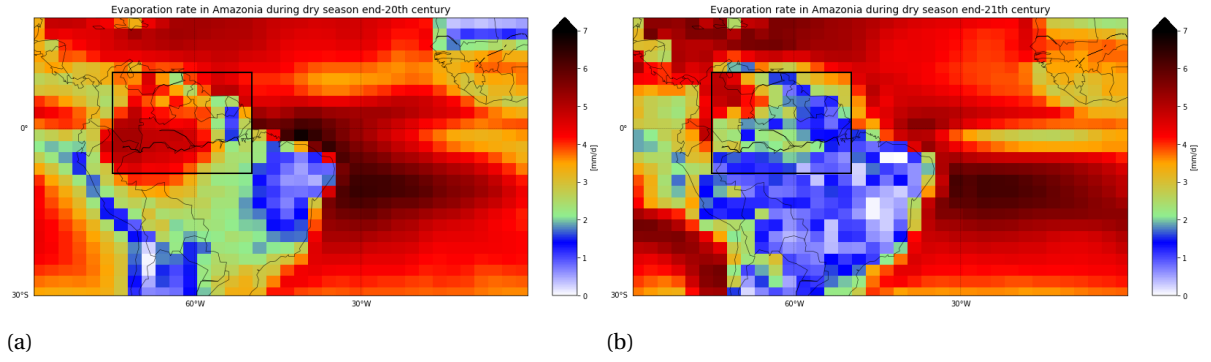 Evaporation rate in Amazonia during dry season end-20th century
7
6
5
4
3
2
1
0
[mm/d]
0°
30°S
60°W
30°W
(a)
Evaporation rate in Amazonia during dry season end-21th century
7
6
5
4
3
2
1
0
[mm/d]
0°
30°S
60°W
30°W
(b)